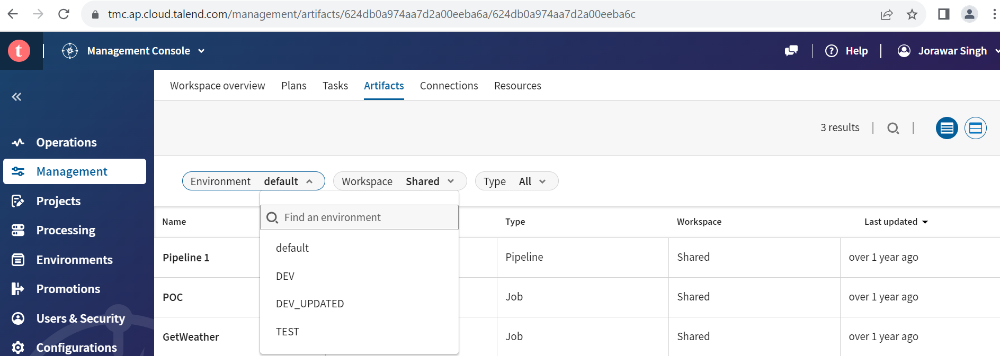 tmc.ap.cloud.talend.com/management/artifacts/624db0a974aa7d2a00eeba6a/624db0a974aa7d2a00eeba6c
t
Management Console
Help
Jorawar Singh
Workspace overview Plans Tasks Artifacts Connections Resources
3 results
Operations
Management
Projects
Processing
Environments
Promotions
Users & Security
Configurations
Environment default
Workspace Shared
Type All
Find an environment
default
DEV
DEV_UPDATED
TEST
Name Type Workspace Last updated
Pipeline 1 Pipeline Shared over 1 year ago
POC Job Shared over 1 year ago
GetWeather Job Shared over 1 year ago